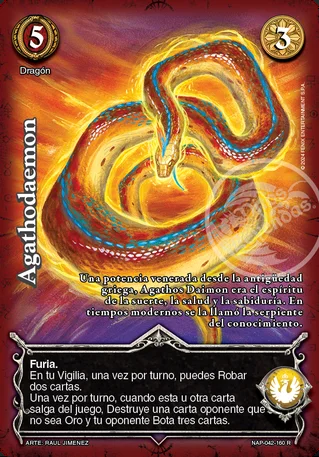 5
3
Dragón
©2024 FENIX ENTERTAINMENT S.P.A
Agathodaemon
Una potencia venerada desde la antigüedad
griega, Agathos Daimon era el espíritu
de la suerte, la salud y la sabiduría. En
tiempos modernos se la llamo la serpiente
del conocimiento.
Furia.
En tu Vigilia, una vez por turno, puedes Robar
dos cartas.
Una vez por turno, cuando esta u otra carta
salga del juego, Destruye una carta oponente que
no sea Oro y tu oponente Bota tres cartas.
ARTE: RAUL JIMENEZ
NAP-042-160 R